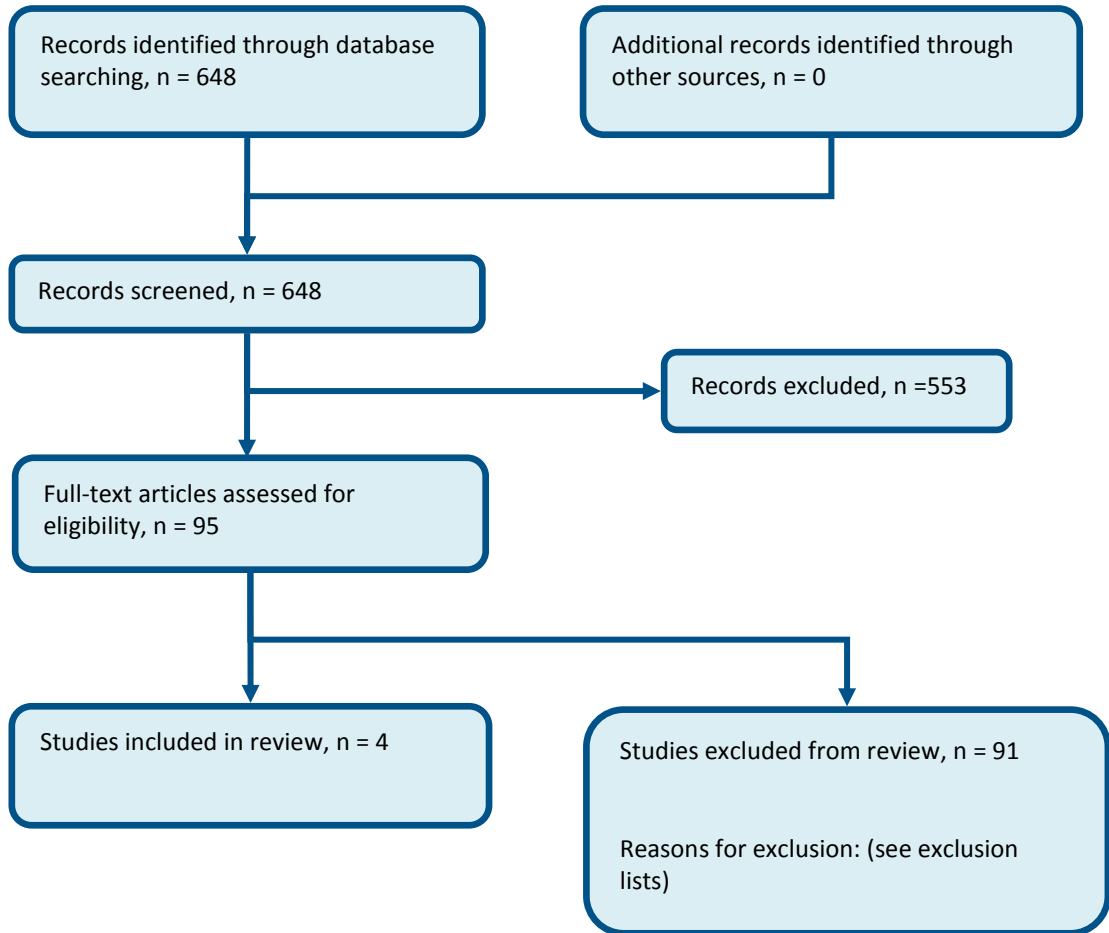 Records identified through database
searching, n = 648
Additional records identified through
other sources, n = 0
Records screened, n = 648
Records excluded, n =553
Full-text articles assessed for
eligibility, n = 95
Studies included in review, n = 4
Studies excluded from review, n = 91
Reasons for exclusion: (see exclusion
lists)